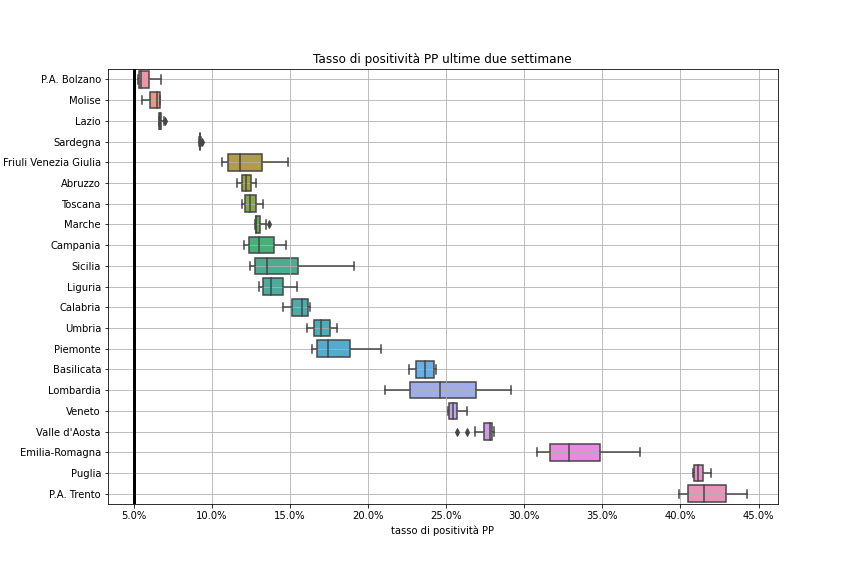 Tasso di positività PP ultime due settimane
P.A. Bolzano
Molise
Lazio
Sardegna
Friuli Venezia Giulia
Abruzzo
Toscana
Marche
Campania
Sicilia
Liguria
Calabria
Umbria
Piemonte
Basilicata
Lombardia
Veneto
Valle d'Aosta
Emilia-Romagna
Puglia
P.A. Trento
5.0% 10.0% 15.0% 20.0% 25.0% 30.0% 35.0% 40.0% 45.0%
tasso di positività PP